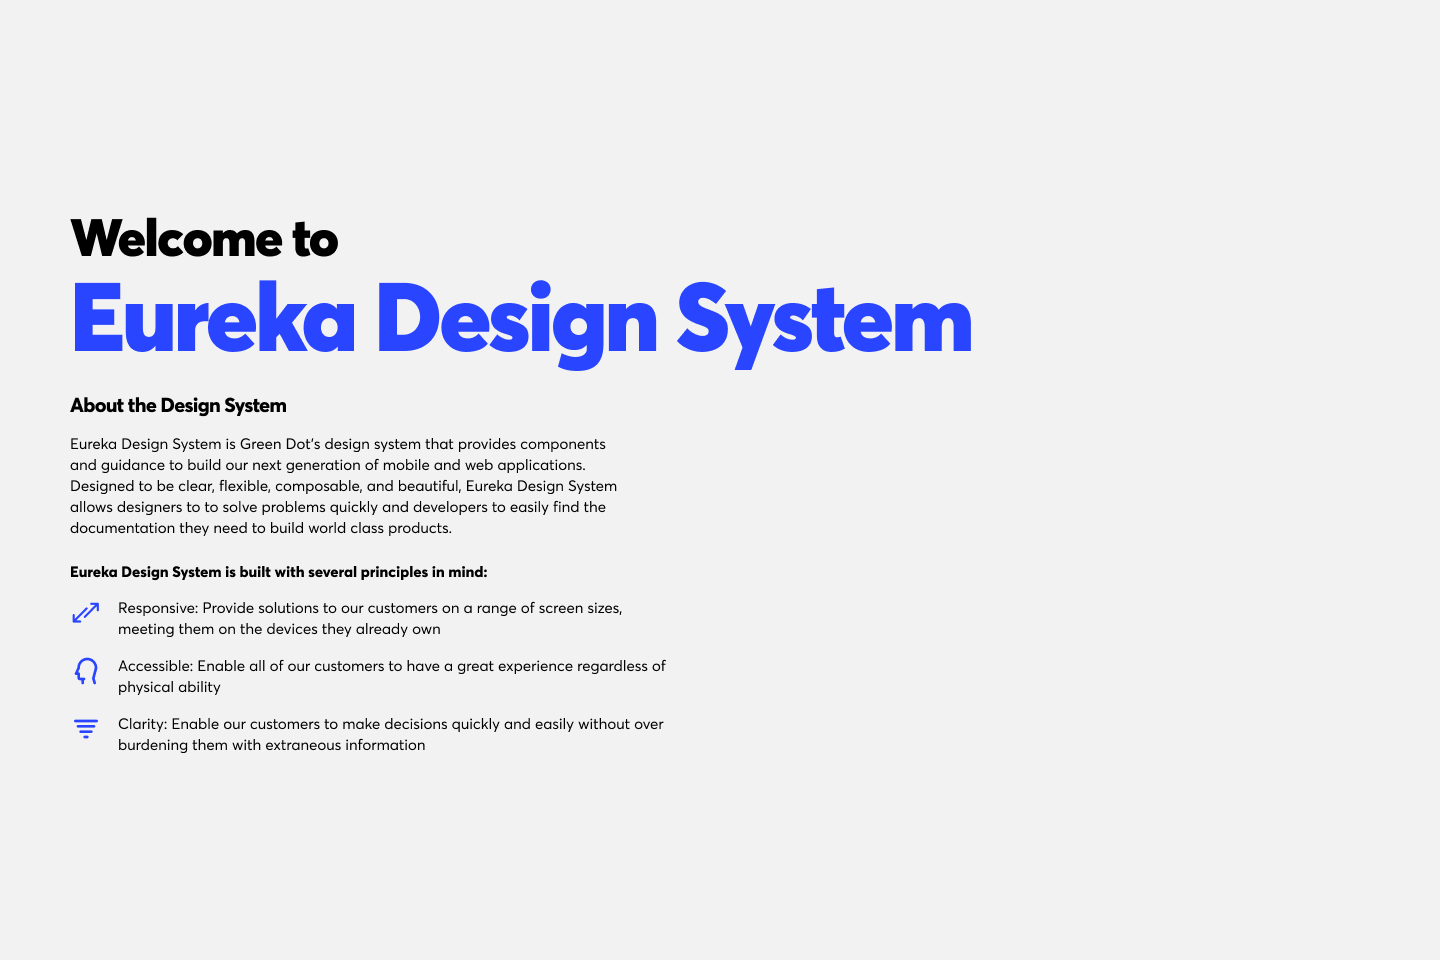 Welcome to
Eureka Design System
About the Design System
Eureka Design System is Green Dot's design system that provides components
and guidance to build our next generation of mobile and web applications.
Designed to be clear, flexible, composable, and beautiful, Eureka Design System
allows designers to to solve problems quickly and developers to easily find the
documentation they need to build world class products.
Eureka Design System is built with several principles in mind:
Responsive: Provide solutions to our customers on a range of screen sizes,
meeting them on the devices they already own
Accessible: Enable all of our customers to have a great experience regardless of
physical ability
Clarity: Enable our customers to make decisions quickly and easily without over
burdening them with extraneous information